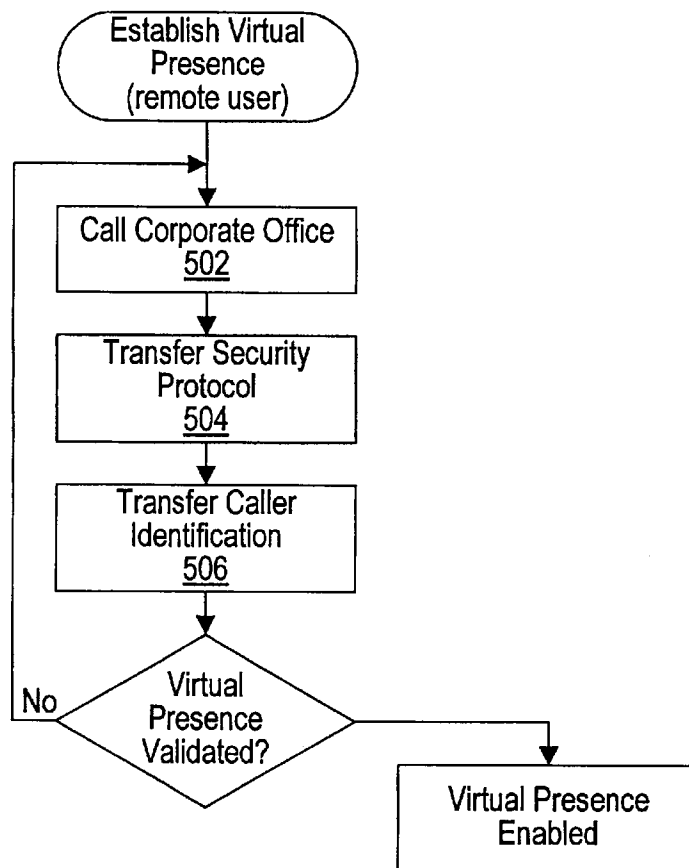 Establish Virtual
Presence
(remote user)
Call Corporate Office
502
Transfer Security
Protocol
504
Transfer Caller
Identification
506
Virtual
Presence
Validated?
No
Virtual Presence
Enabled